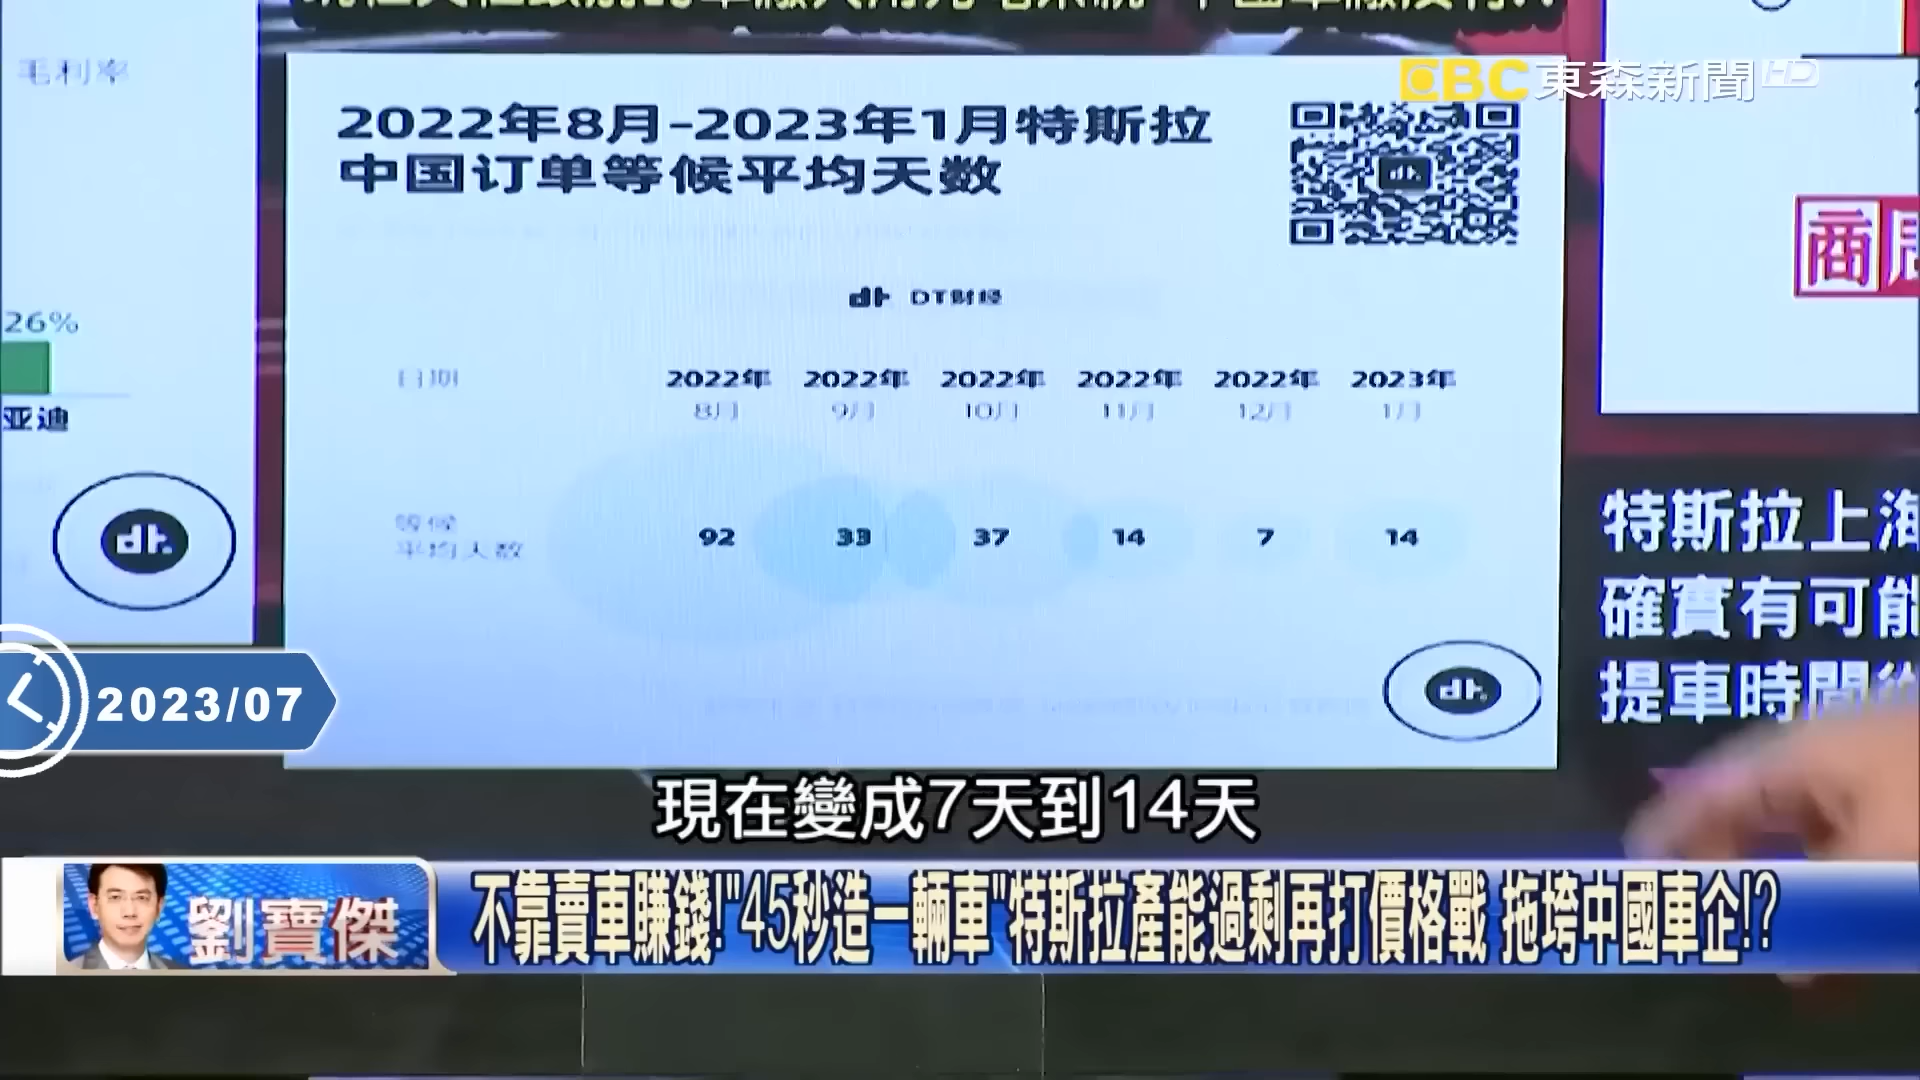 毛利率
EBC 東森新聞 HD
2022年8月-2023年1月特斯拉
中国订单等候平均天数
商周
dt DT财经
26%
日期 2022年 2022年 2022年 2022年 2022年 2023年
8月 9月 10月 11月 12月 1月
亚迪
等候
平均天数
92 33 37 14 7 14
dt.
dt.
特斯拉上海
確實有可能
提車時間從
2023/07
現在變成7天到14天
劉寶傑
不靠賣車賺錢!"45秒造一輛車"特斯拉產能過剩再打價格戰 拖垮中國車企!?